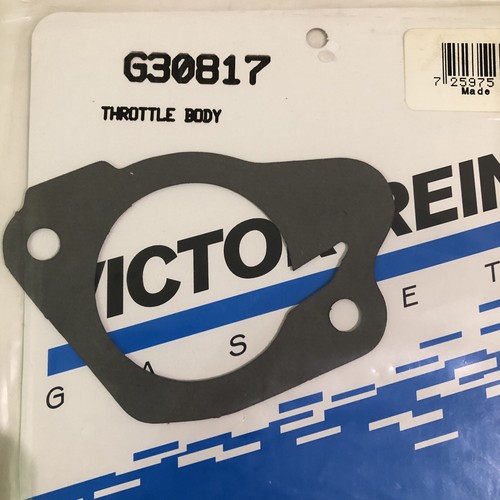 G30817
THROTTLE BODY
7 25975
Made
VICTOR REIN
G A S E T